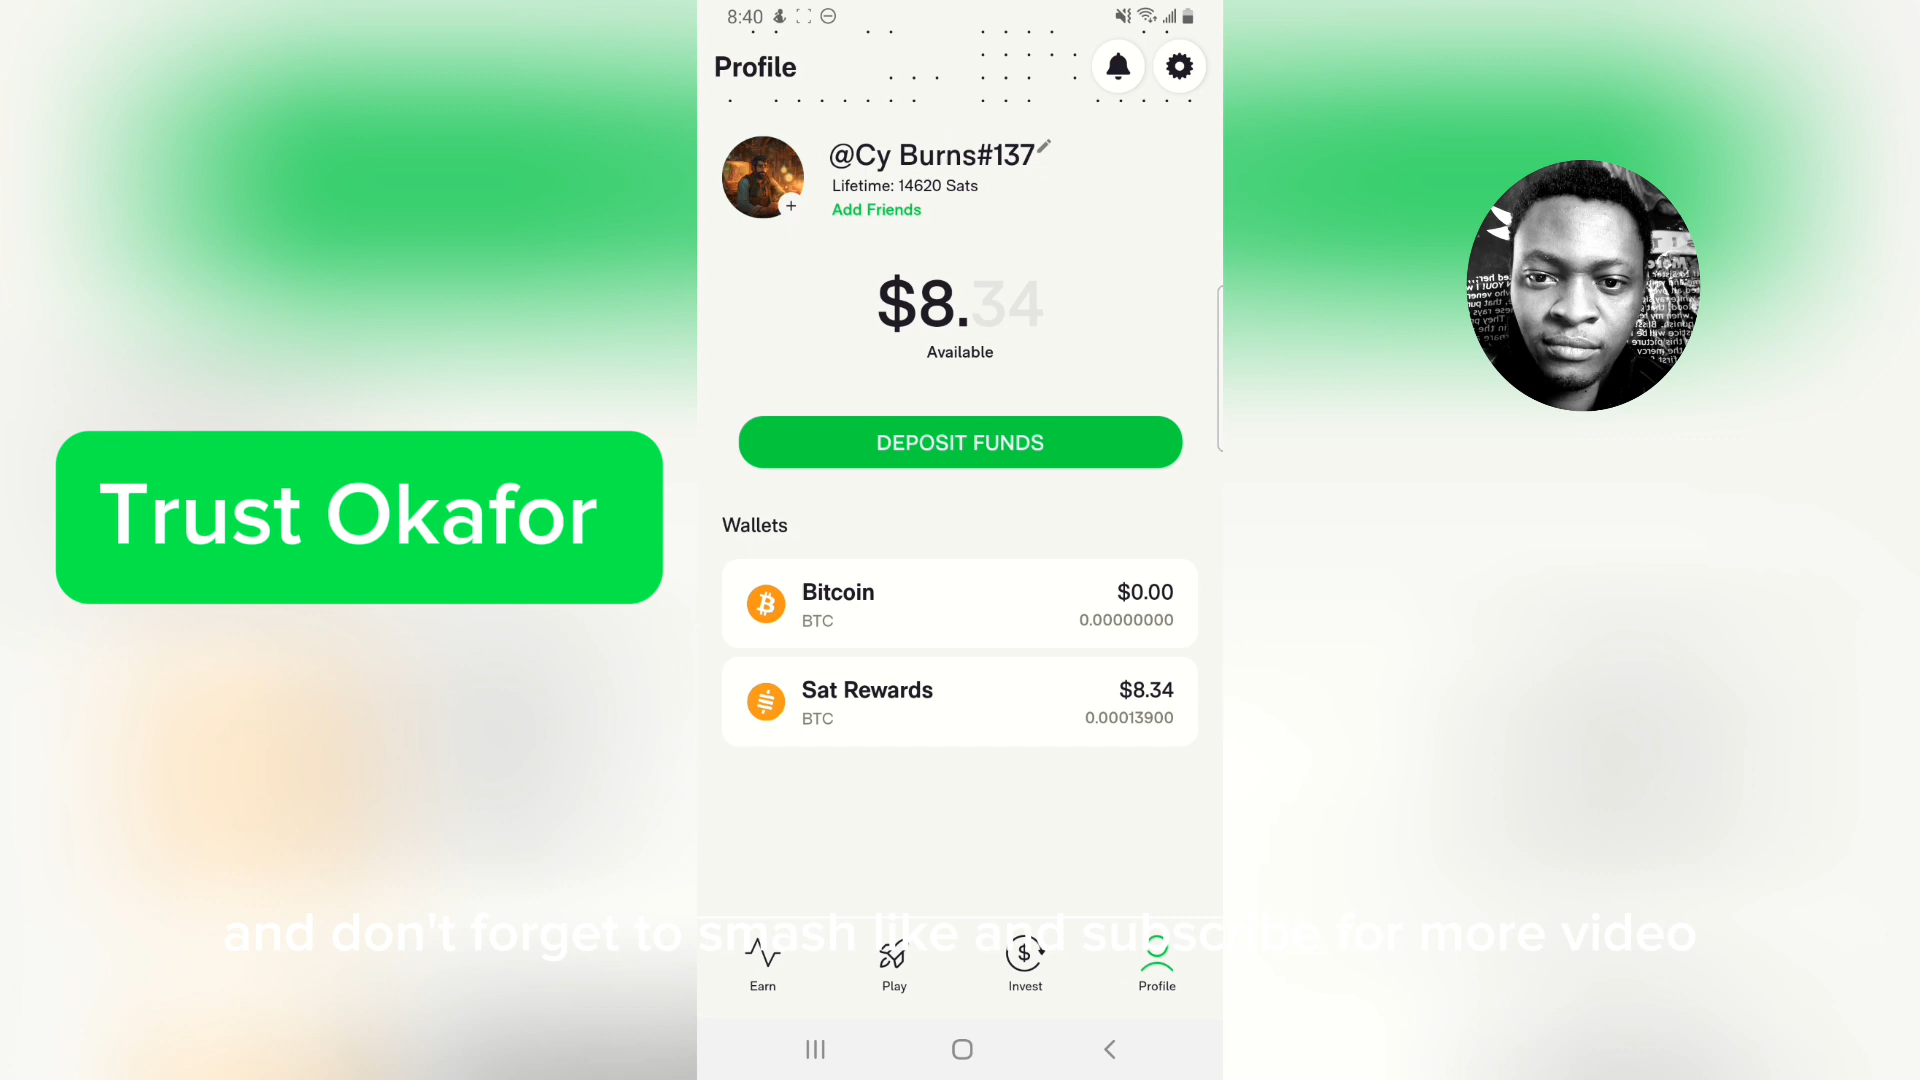 8:40
Profile
@Cy Burns#137
Lifetime: 14620 Sats
Add Friends
$8.34
Available
DEPOSIT FUNDS
Trust Okafor
Wallets
Bitcoin $0.00
BTC 0.00000000
Sat Rewards $8.34
BTC 0.00013900
and don't forget to smash like and subscribe for more video
Earn Play Invest Profile